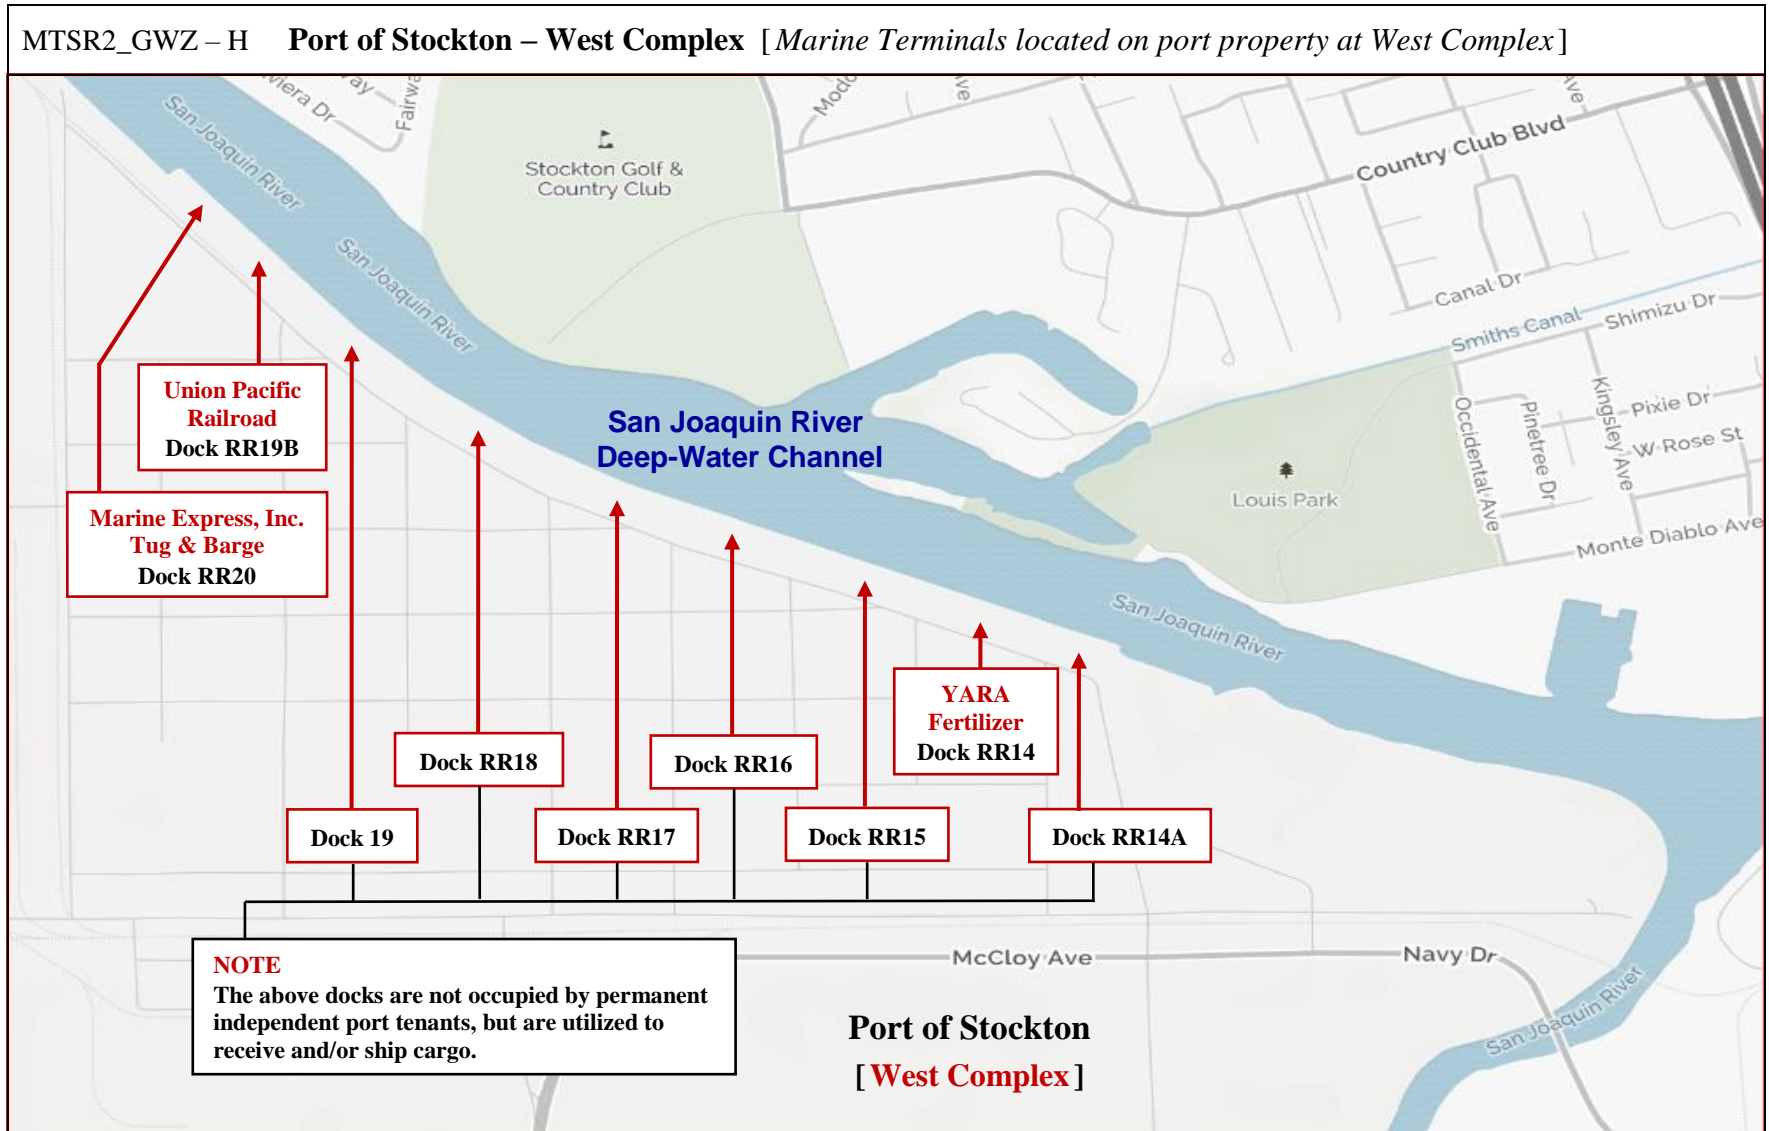 MTSR2_GWZ – H Port of Stockton – West Complex [Marine Terminals located on port property at West Complex]
San Joaquin River
Fairwa
Stockton Golf &
Country Club
Ave
Country Club Blvd
San Joaquin River
Canal Dr
Smiths Canal
Shimizu Dr
Occidental Ave
Pinetree Dr
Kingsley Ave
Pixie Dr
W Rose St
Monte Diablo Ave
Louis Park
San Joaquin River
Deep-Water Channel
San Joaquin River
Union Pacific
Railroad
Dock RR19B
Marine Express, Inc.
Tug & Barge
Dock RR20
YARA
Fertilizer
Dock RR14
Dock RR18
Dock RR16
Dock 19
Dock RR17
Dock RR15
Dock RR14A
NOTE
The above docks are not occupied by permanent
independent port tenants, but are utilized to
receive and/or ship cargo.
McCloy Ave
Navy Dr
San Joaquin River
Port of Stockton
[West Complex]